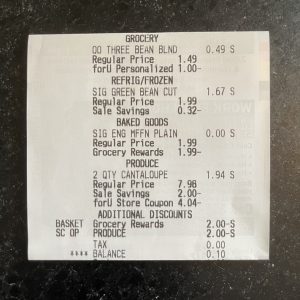 GROCERY
OO THREE BEAN BLND 0.49 S
Regular Price 1.49
forU Personalized 1.00-
REFRIG/FROZEN
SIG GREEN BEAN CUT 1.67 S
Regular Price 1.99
Sale Savings 0.32-
BAKED GOODS
SIG ENG MFFN PLAIN 0.00 S
Regular Price 1.99
Grocery Rewards 1.99-
PRODUCE
2 QTY CANTALOUPE 1.94 S
Regular Price 7.98
Sale Savings 2.00-
forU Store Coupon 4.04-
ADDITIONAL DISCOUNTS
BASKET Grocery Rewards 2.00-S
SC OP PRODUCE 2.00-S
TAX 0.00
**** BALANCE 0.10